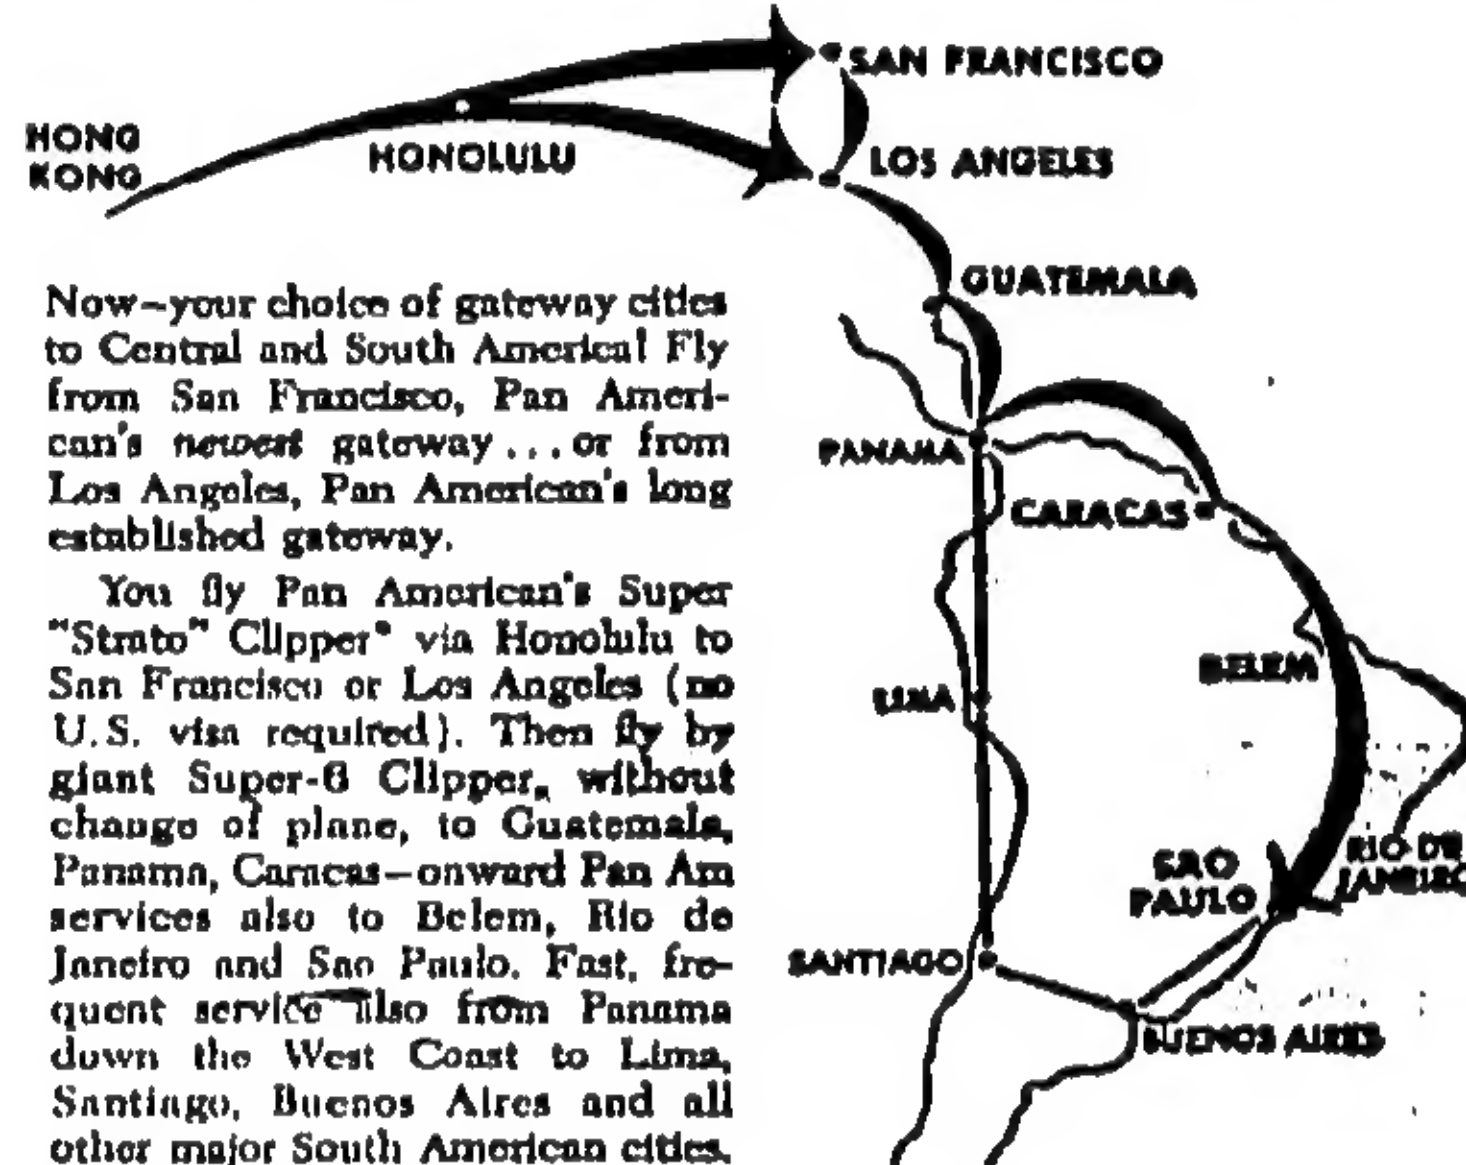 SAN FRANCISCO
HONG
KONG
HONOLULU
LOS ANGELES
GUATEMALA
PANAMA
CARACAS
BELEM
LIMA
SAO
PAULO
RIO DE
JANEIRO
SANTIAGO
BUENOS AIRES
Now–your choice of gateway cities
to Central and South America! Fly
from San Francisco, Pan Ameri-
can's newest gateway...or from
Los Angeles, Pan American's long
established gateway.
You fly Pan American's Super
"Strato" Clipper* via Honolulu to
San Francisco or Los Angeles (no
U.S. visa required). Then fly by
giant Super-6 Clipper, without
change of plane, to Guatemala,
Panama, Caracas–onward Pan Am
services also to Belem, Rio de
Janeiro and Sao Paulo. Fast, fre-
quent service also from Panama
down the West Coast to Lima,
Santiago, Buenos Aires and all
other major South American cities.